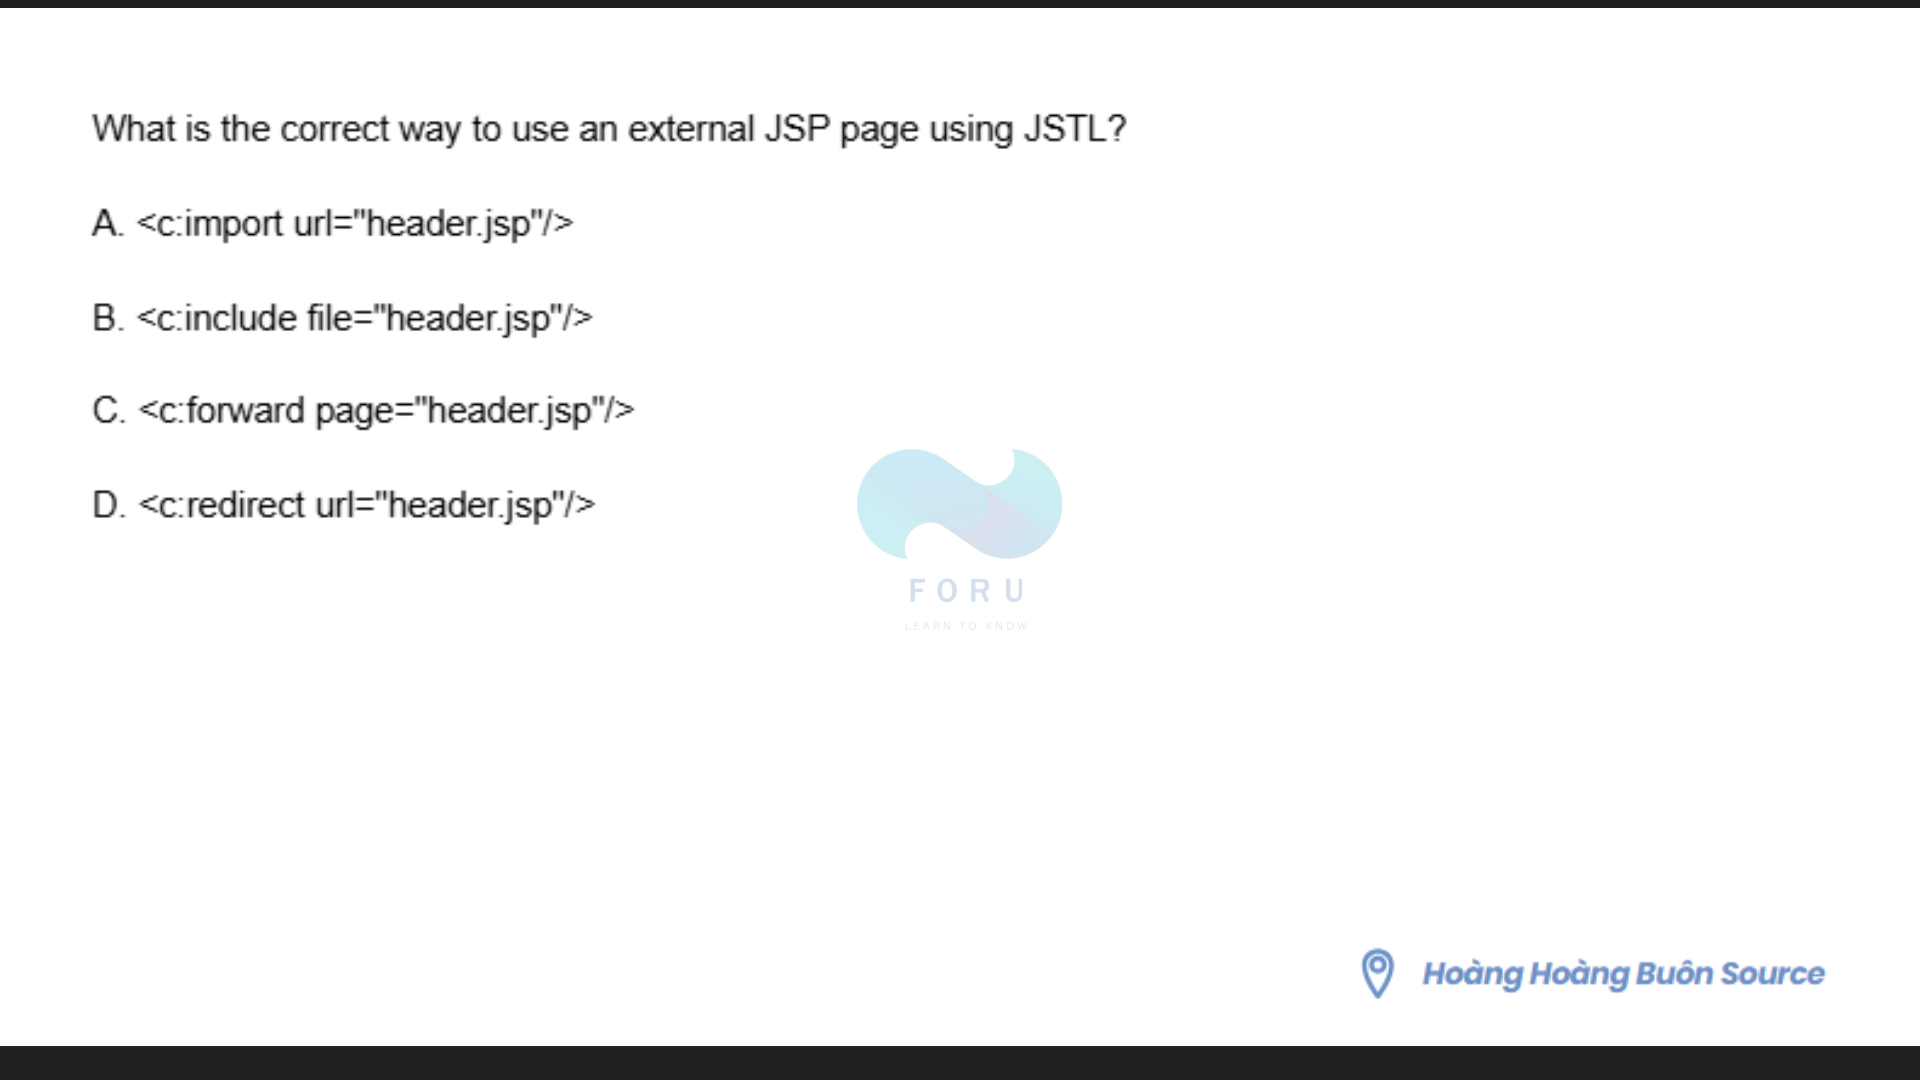 What is the correct way to use an external JSP page using JSTL?
A. <c:import url="header.jsp"/>
B. <c:include file="header.jsp"/>
C. <c:forward page="header.jsp"/>
D. <c:redirect url="header.jsp"/>
FORU
LEARN TO KNOW
Hoàng Hoàng Buôn Source